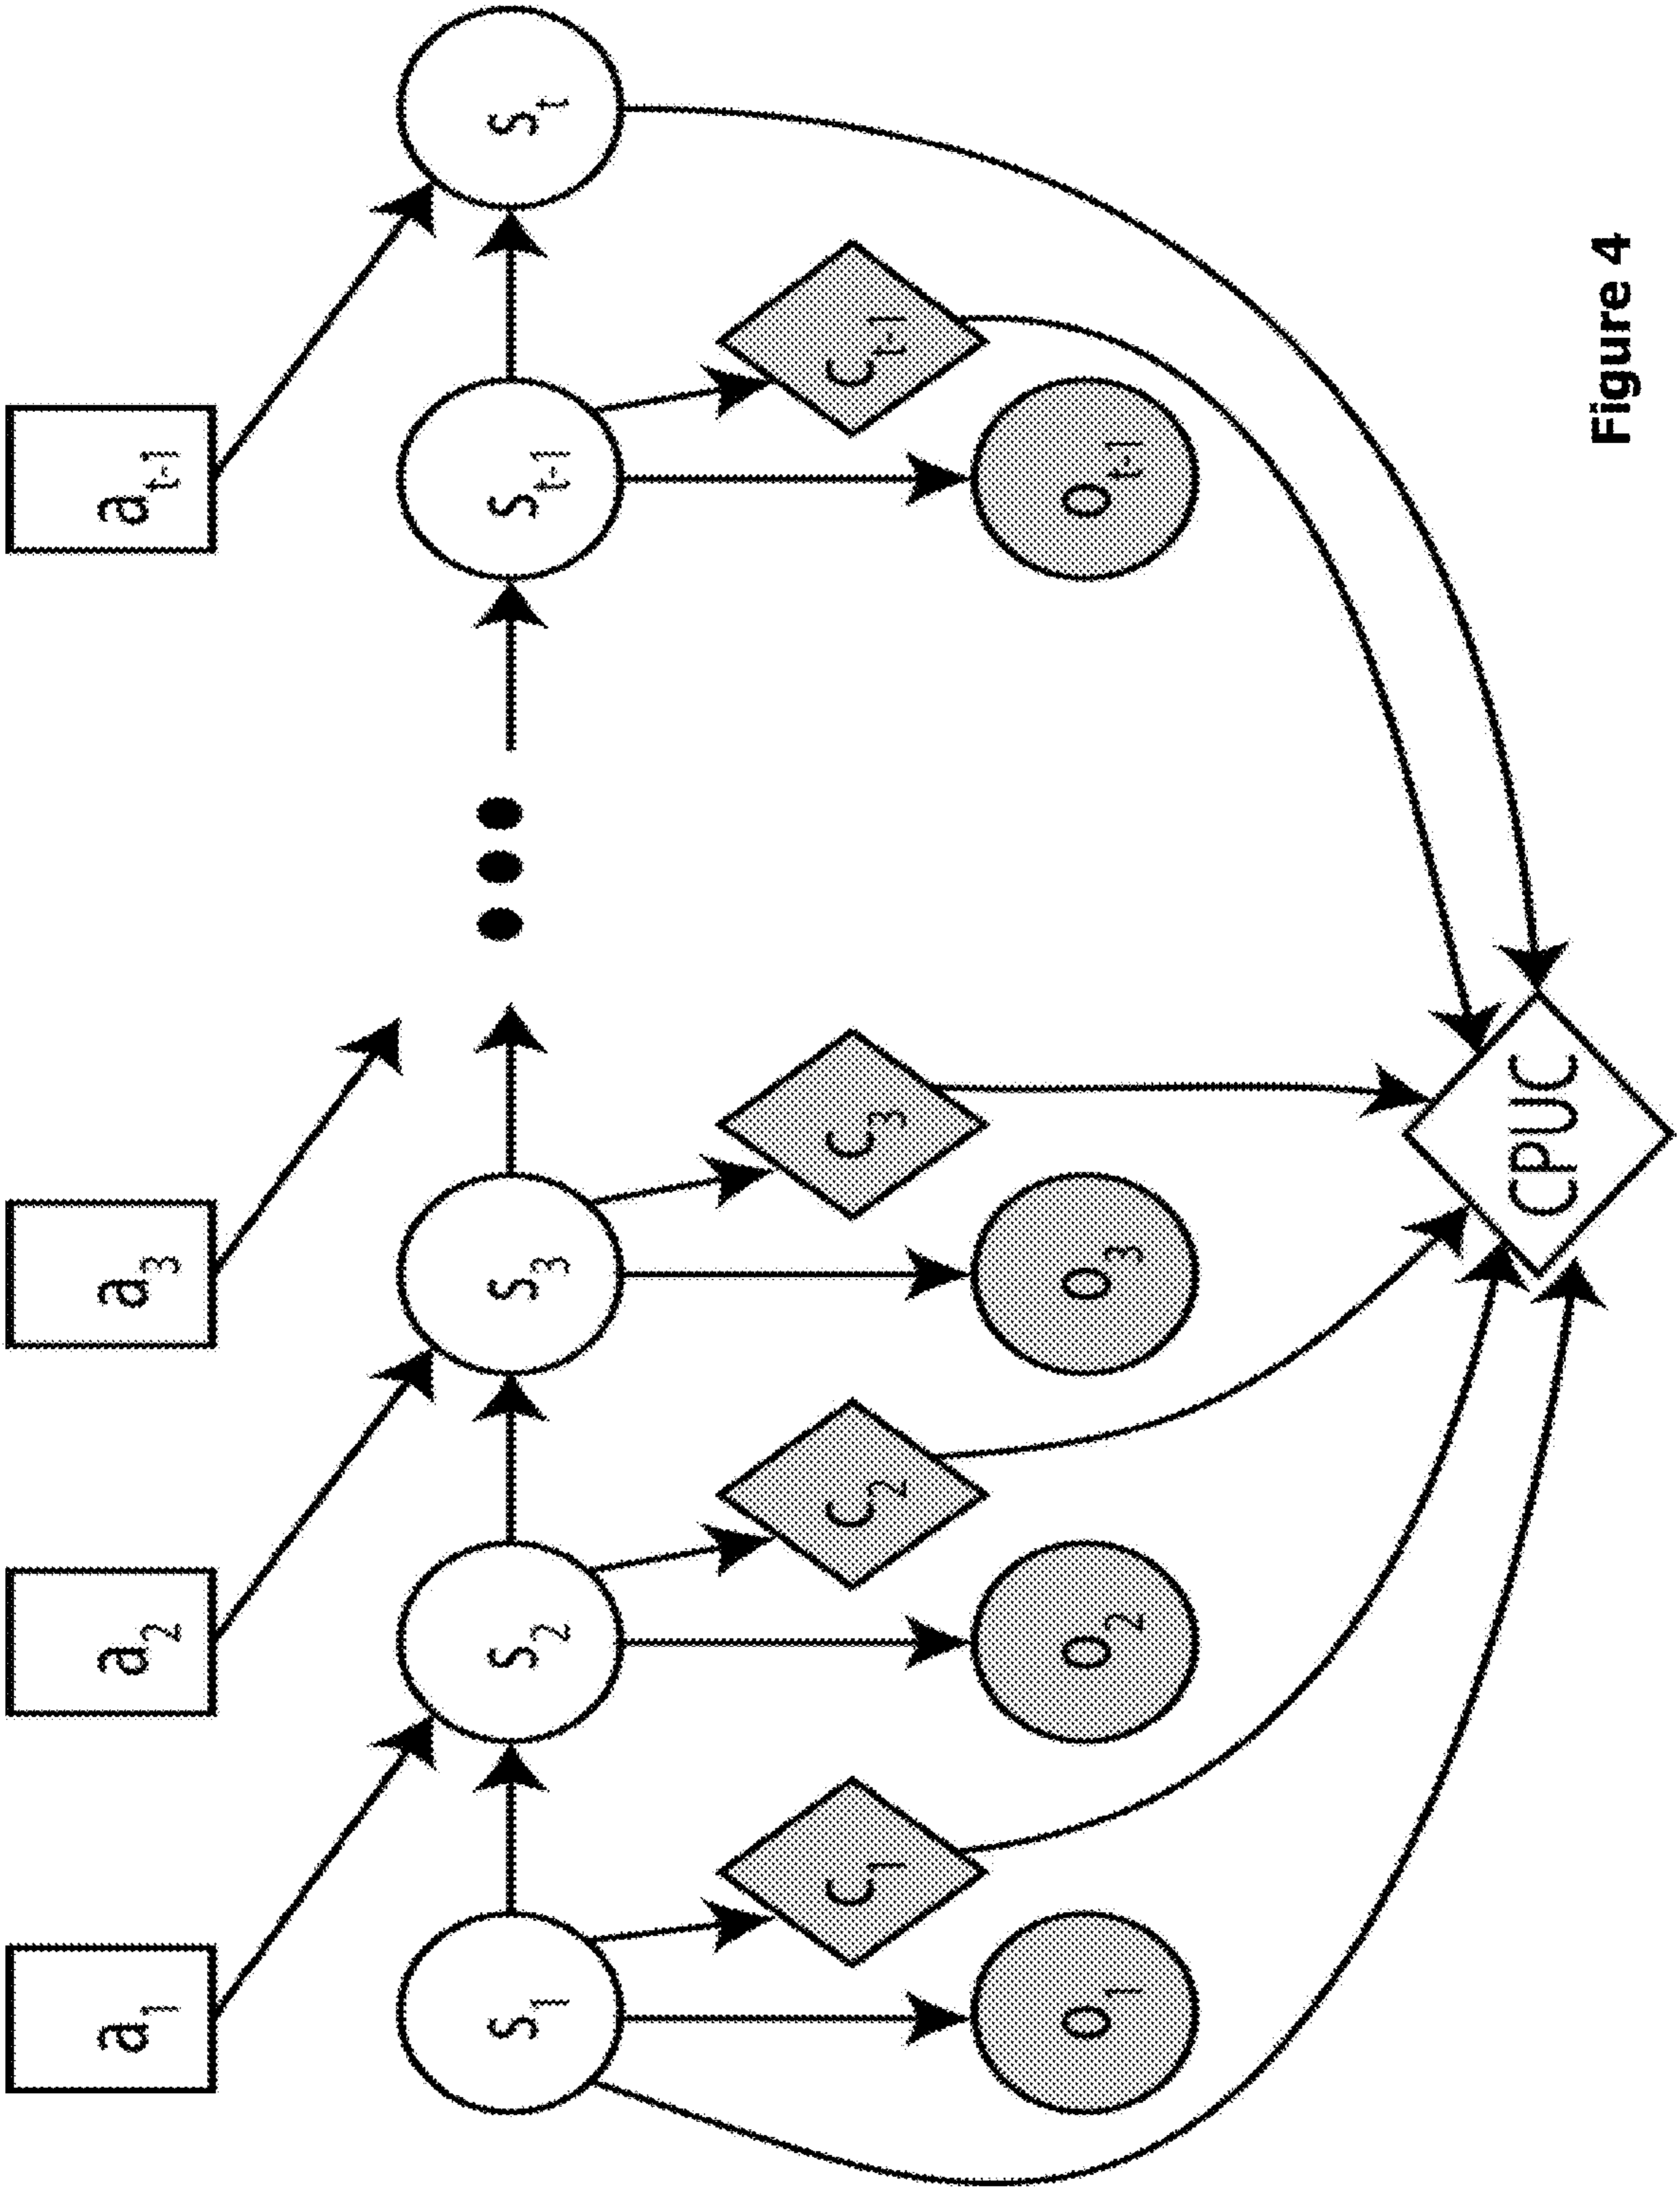 a₁ a₂ a₃ aₜ₋₁
s₁ s₂ s₃ sₜ₋₁ sₜ
c₁ c₂ c₃ cₜ₋₁
o₁ o₂ o₃ oₜ₋₁
CPUC
Figure 4